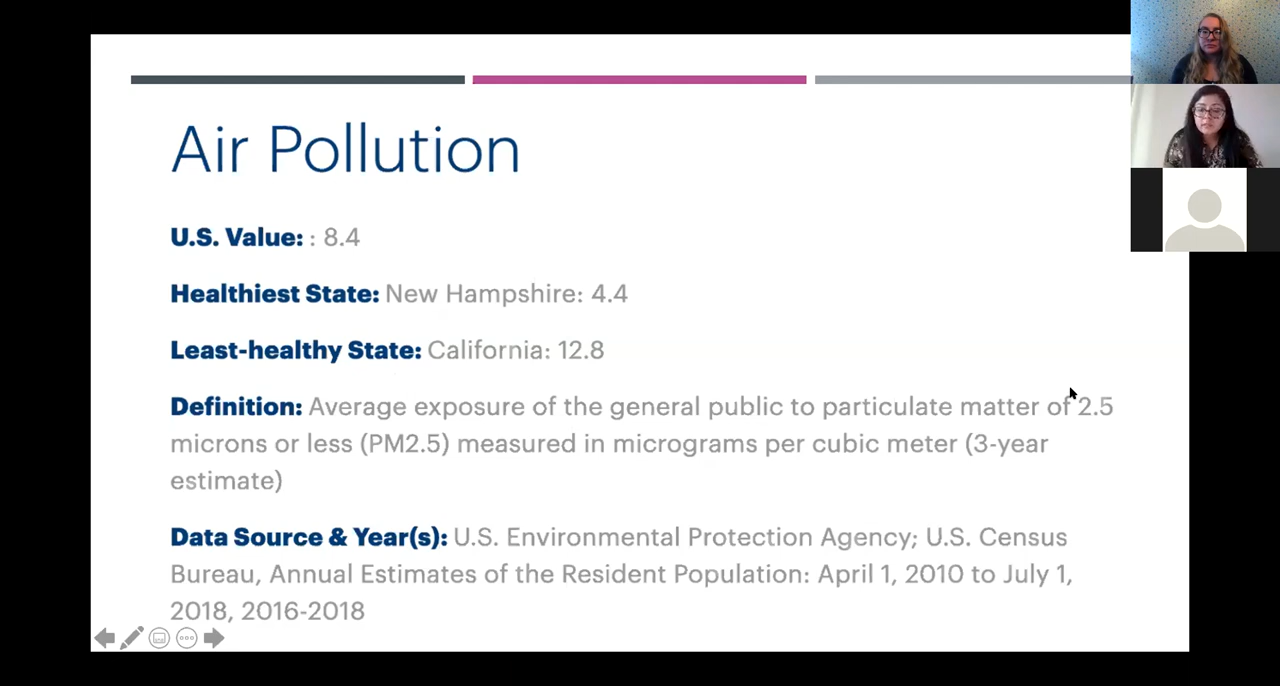 Air Pollution
U.S. Value: : 8.4
Healthiest State: New Hampshire: 4.4
Least-healthy State: California: 12.8
Definition: Average exposure of the general public to particulate matter of 2.5
microns or less (PM2.5) measured in micrograms per cubic meter (3-year
estimate)
Data Source & Year(s): U.S. Environmental Protection Agency; U.S. Census
Bureau, Annual Estimates of the Resident Population: April 1, 2010 to July 1,
2018, 2016-2018